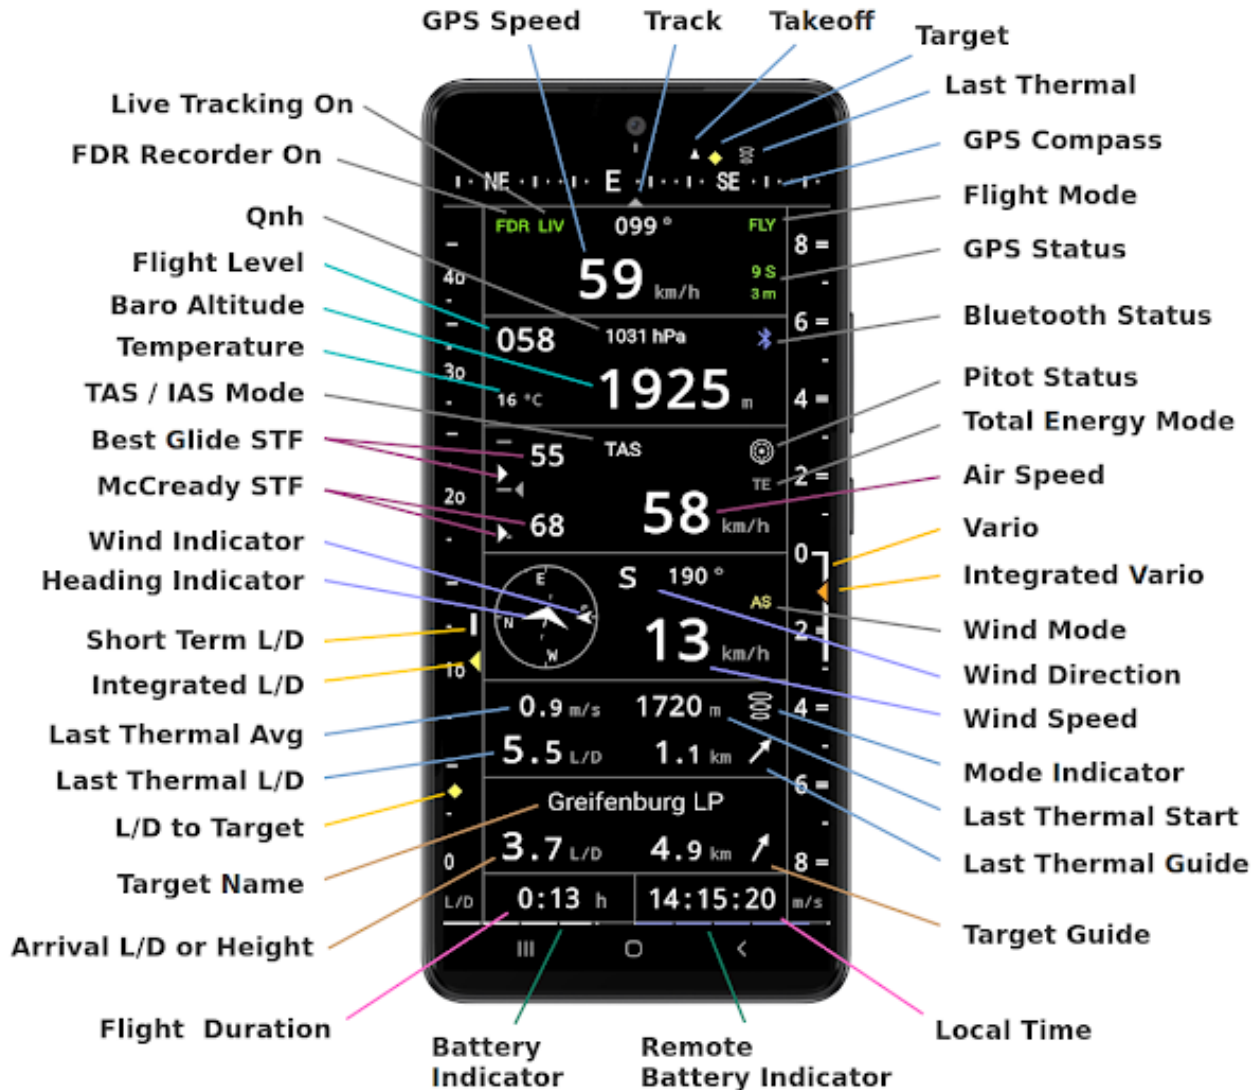 GPS Speed
Track
Takeoff
Target
Last Thermal
GPS Compass
Flight Mode
GPS Status
Bluetooth Status
Pitot Status
Total Energy Mode
Air Speed
Vario
Integrated Vario
Wind Mode
Wind Direction
Wind Speed
Mode Indicator
Last Thermal Start
Last Thermal Guide
Target Guide
Local Time
Live Tracking On
FDR Recorder On
Qnh
Flight Level
Baro Altitude
Temperature
TAS / IAS Mode
Best Glide STF
McCready STF
Wind Indicator
Heading Indicator
Short Term L/D
Integrated L/D
Last Thermal Avg
Last Thermal L/D
L/D to Target
Target Name
Arrival L/D or Height
Flight Duration
Battery
Indicator
Remote
Battery Indicator
NE E SE
FDR LIV 099 ° FLY
59 km/h
9 S
3 m
058 1031 hPa
1925 m
16 °C
55 TAS
TE
68 58 km/h
S 190 °
AS
13 km/h
E
N
W
0.9 m/s 1720 m
5.5 L/D 1.1 km
Greifenburg LP
3.7 L/D 4.9 km
L/D 0:13 h 14:15:20 m/s
40
30
20
10
0
8
6
4
2
0
2
4
6
8